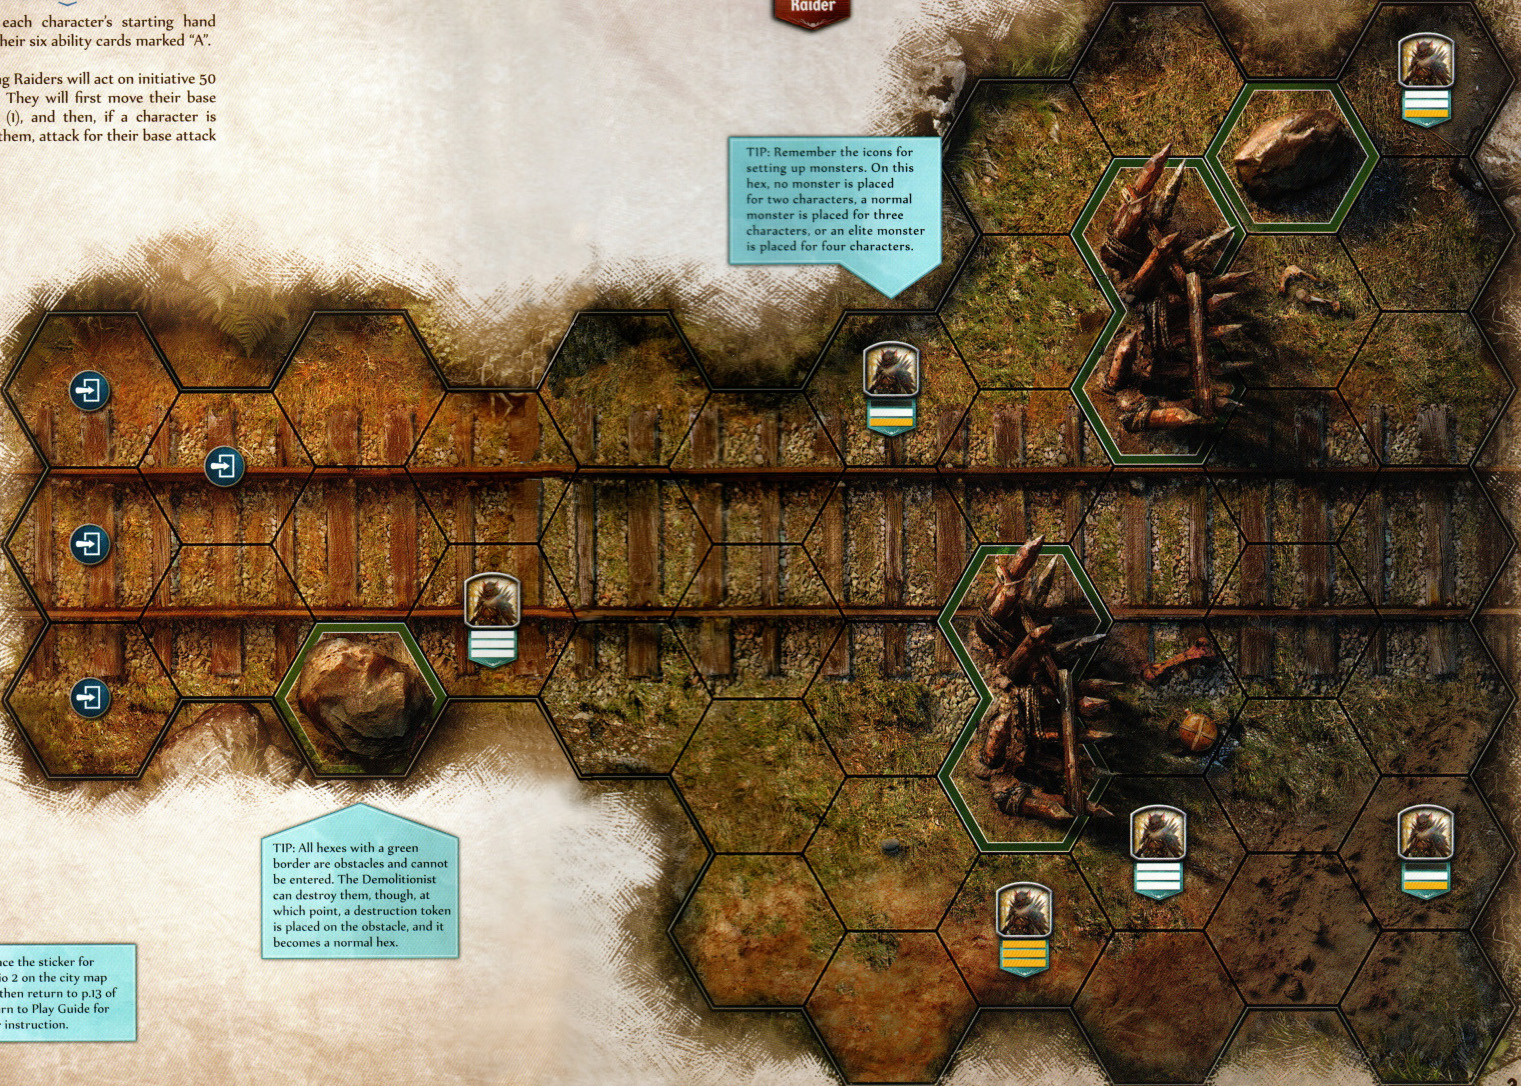 Raider
each character's starting hand
heir six ability cards marked “A”.
Raiders will act on initiative 50
They will first move their base
(1), and then, if a character is
them, attack for their base attack
TIP: Remember the icons for
setting up monsters. On this
hex, no monster is placed
for two characters, a normal
monster is placed for three
characters, or an elite monster
is placed for four characters.
TIP: All hexes with a green
border are obstacles and cannot
be entered. The Demolitionist
can destroy them, though, at
which point, a destruction token
is placed on the obstacle, and it
becomes a normal hex.
the sticker for
2 on the city map
then return to p.13 of
to Play Guide for
instruction.